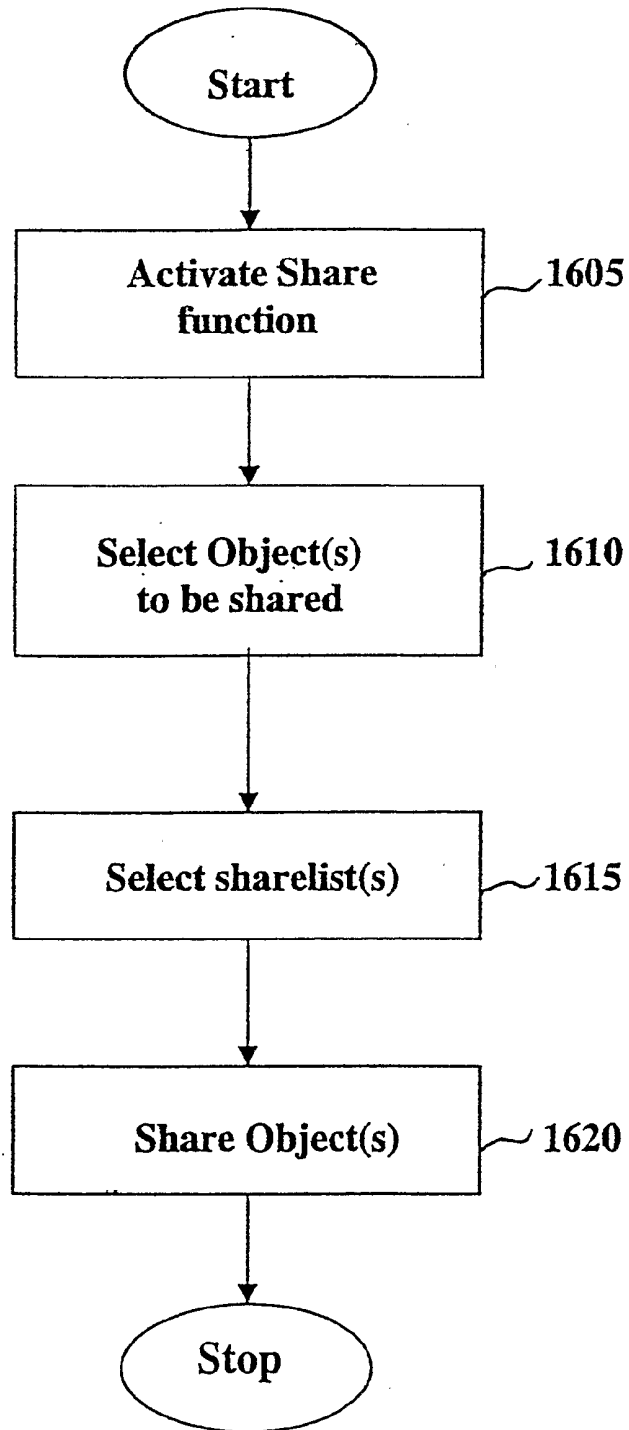 Start
Activate Share
function
1605
Select Object(s)
to be shared
1610
Select sharelist(s)
1615
Share Object(s)
1620
Stop